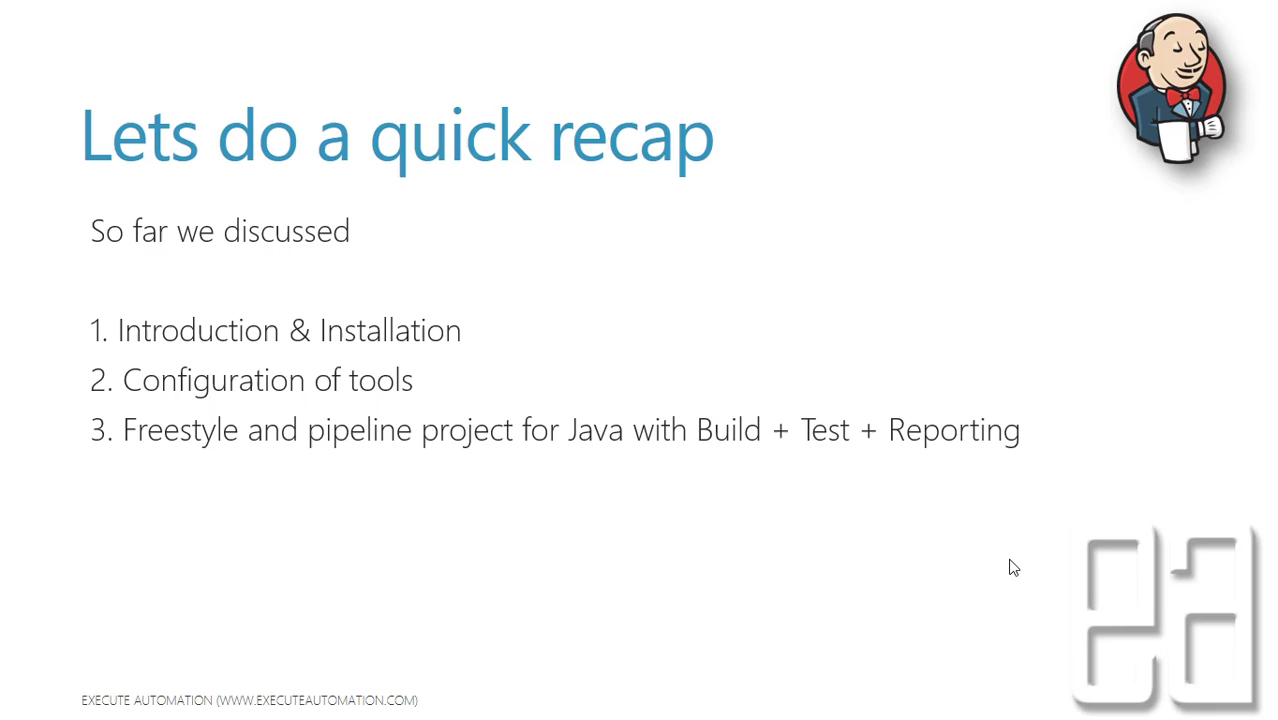 Lets do a quick recap
So far we discussed
1. Introduction & Installation
2. Configuration of tools
3. Freestyle and pipeline project for Java with Build + Test + Reporting
ea
EXECUTE AUTOMATION (WWW.EXECUTEAUTOMATION.COM)